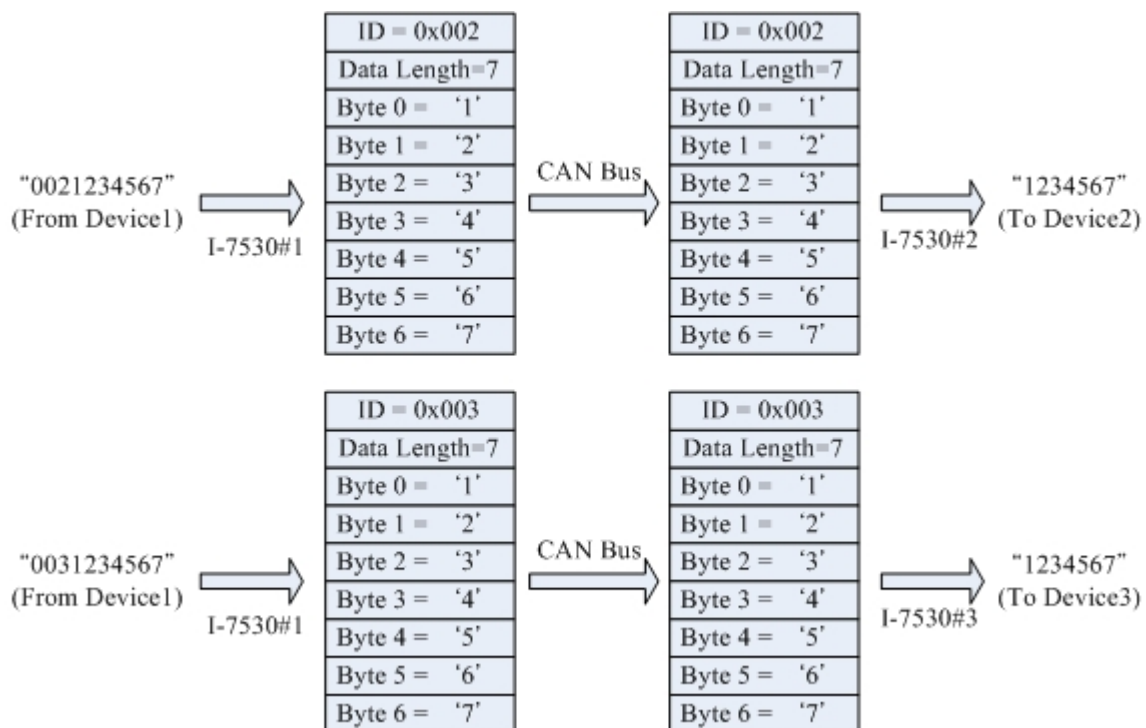 ID = 0x002
Data Length=7
Byte 0 = ‘1’
Byte 1 = ‘2’
Byte 2 = ‘3’
Byte 3 = ‘4’
Byte 4 = ‘5’
Byte 5 = ‘6’
Byte 6 = ‘7’
ID = 0x002
Data Length=7
Byte 0 = ‘1’
Byte 1 = ‘2’
Byte 2 = ‘3’
Byte 3 = ‘4’
Byte 4 = ‘5’
Byte 5 = ‘6’
Byte 6 = ‘7’
“0021234567”
(From Device1)
I-7530#1
CAN Bus
I-7530#2
“1234567”
(To Device2)
ID = 0x003
Data Length=7
Byte 0 = ‘1’
Byte 1 = ‘2’
Byte 2 = ‘3’
Byte 3 = ‘4’
Byte 4 = ‘5’
Byte 5 = ‘6’
Byte 6 = ‘7’
ID = 0x003
Data Length=7
Byte 0 = ‘1’
Byte 1 = ‘2’
Byte 2 = ‘3’
Byte 3 = ‘4’
Byte 4 = ‘5’
Byte 5 = ‘6’
Byte 6 = ‘7’
“0031234567”
(From Device1)
I-7530#1
CAN Bus
I-7530#3
“1234567”
(To Device3)